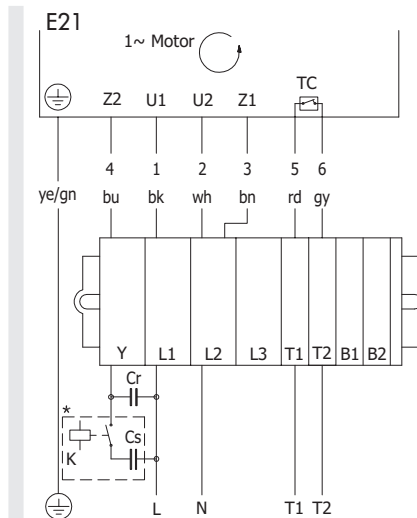 E21
1~ Motor
TC
Z2 U1 U2 Z1
4 1 2 3 5 6
ye/gn bu bk wh bn rd gy
Y L1 L2 L3 T1 T2 B1 B2
Cr
*
K Cs
L N T1 T2